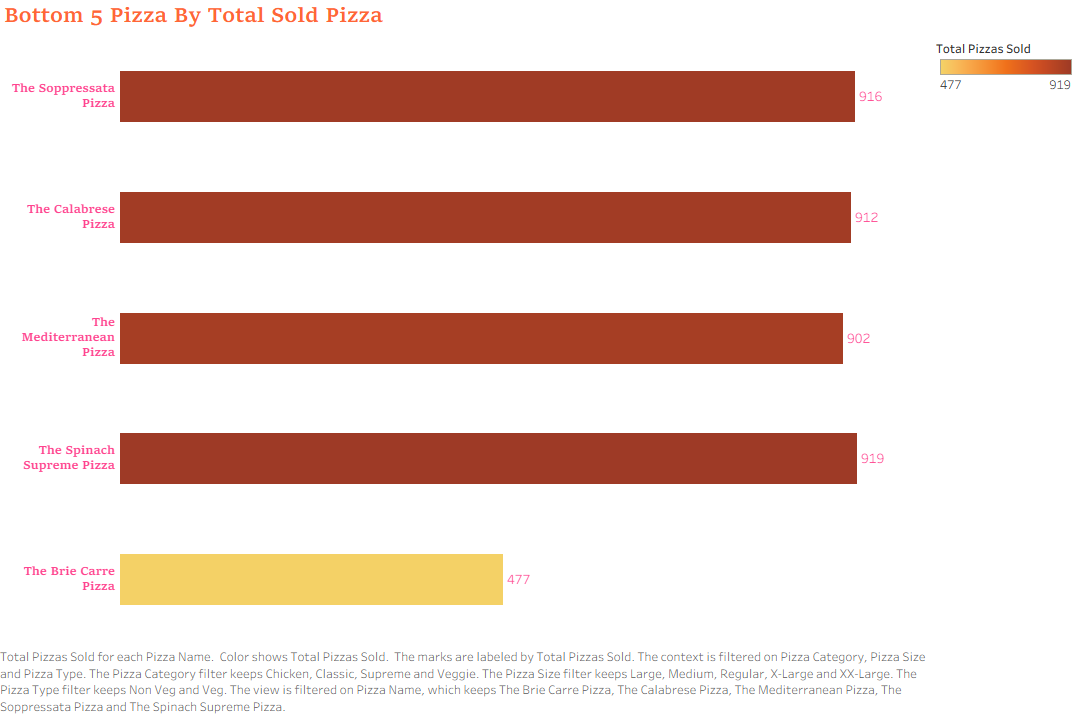 Bottom 5 Pizza By Total Sold Pizza
Total Pizzas Sold
477 919
The Soppressata
Pizza
916
The Calabrese
Pizza
912
The
Mediterranean
Pizza
902
The Spinach
Supreme Pizza
919
The Brie Carre
Pizza
477
Total Pizzas Sold for each Pizza Name.  Color shows Total Pizzas Sold.  The marks are labeled by Total Pizzas Sold. The context is filtered on Pizza Category, Pizza Size
and Pizza Type. The Pizza Category filter keeps Chicken, Classic, Supreme and Veggie. The Pizza Size filter keeps Large, Medium, Regular, X-Large and XX-Large. The
Pizza Type filter keeps Non Veg and Veg. The view is filtered on Pizza Name, which keeps The Brie Carre Pizza, The Calabrese Pizza, The Mediterranean Pizza, The
Soppressata Pizza and The Spinach Supreme Pizza.